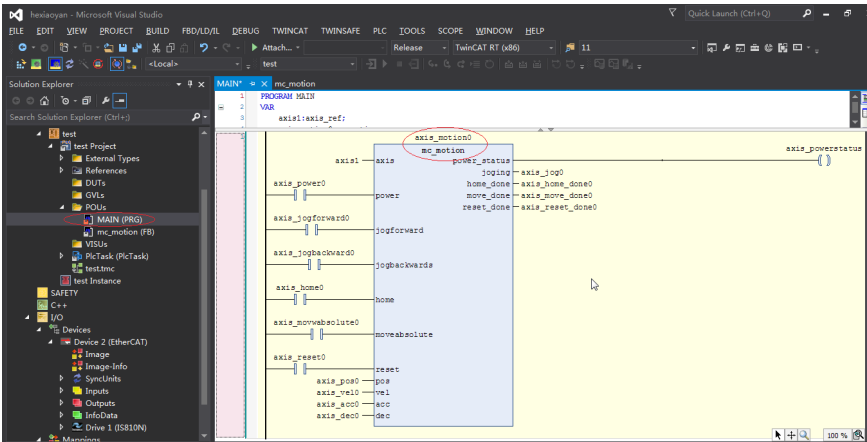 hexiaoyan - Microsoft Visual Studio
Quick Launch (Ctrl+Q)
FILE EDIT VIEW PROJECT BUILD FBD/LD/IL DEBUG TWINCAT TWINSAFE PLC TOOLS SCOPE WINDOW HELP
Attach... Release TwinCAT RT (x86) 11
<Local> test
Solution Explorer
MAIN* mc_motion
Search Solution Explorer (Ctrl+;)
1 PROGRAM MAIN
2 VAR
3 axis1:axis_ref;
test
test Project
External Types
References
DUTs
GVLs
POUs
MAIN (PRG)
mc_motion (FB)
VISUs
PlcTask (PlcTask)
test.tmc
test Instance
SAFETY
C++
I/O
Devices
Device 2 (EtherCAT)
Image
Image-Info
SyncUnits
Inputs
Outputs
InfoData
Drive 1 (IS810N)
Mappings
1
axis_motion0
mc_motion
axis1 axis power_status axis_powerstatus
joging axis_jog0
axis_power0 home_done axis_home_done0
power move_done axis_move_done0
reset_done axis_reset_done0
axis_jogforward0
jogforward
axis_jogbackward0
jogbackwards
axis_home0
home
axis_movwabsolute0
moveabsolute
axis_reset0
reset
axis_pos0 pos
axis_vel0 vel
axis_acc0 acc
axis_dec0 dec
100 %